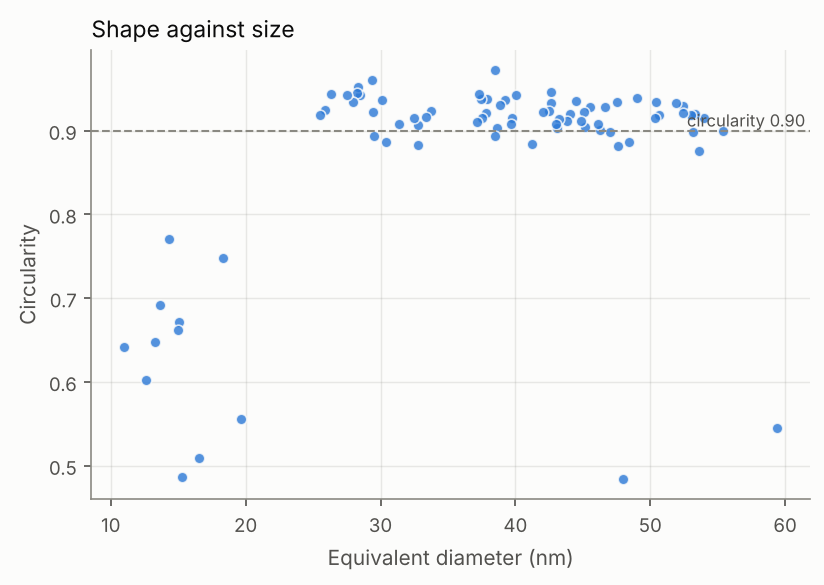 Shape against size
Circularity
0.9
0.8
0.7
0.6
0.5
circularity 0.90
10 20 30 40 50 60
Equivalent diameter (nm)